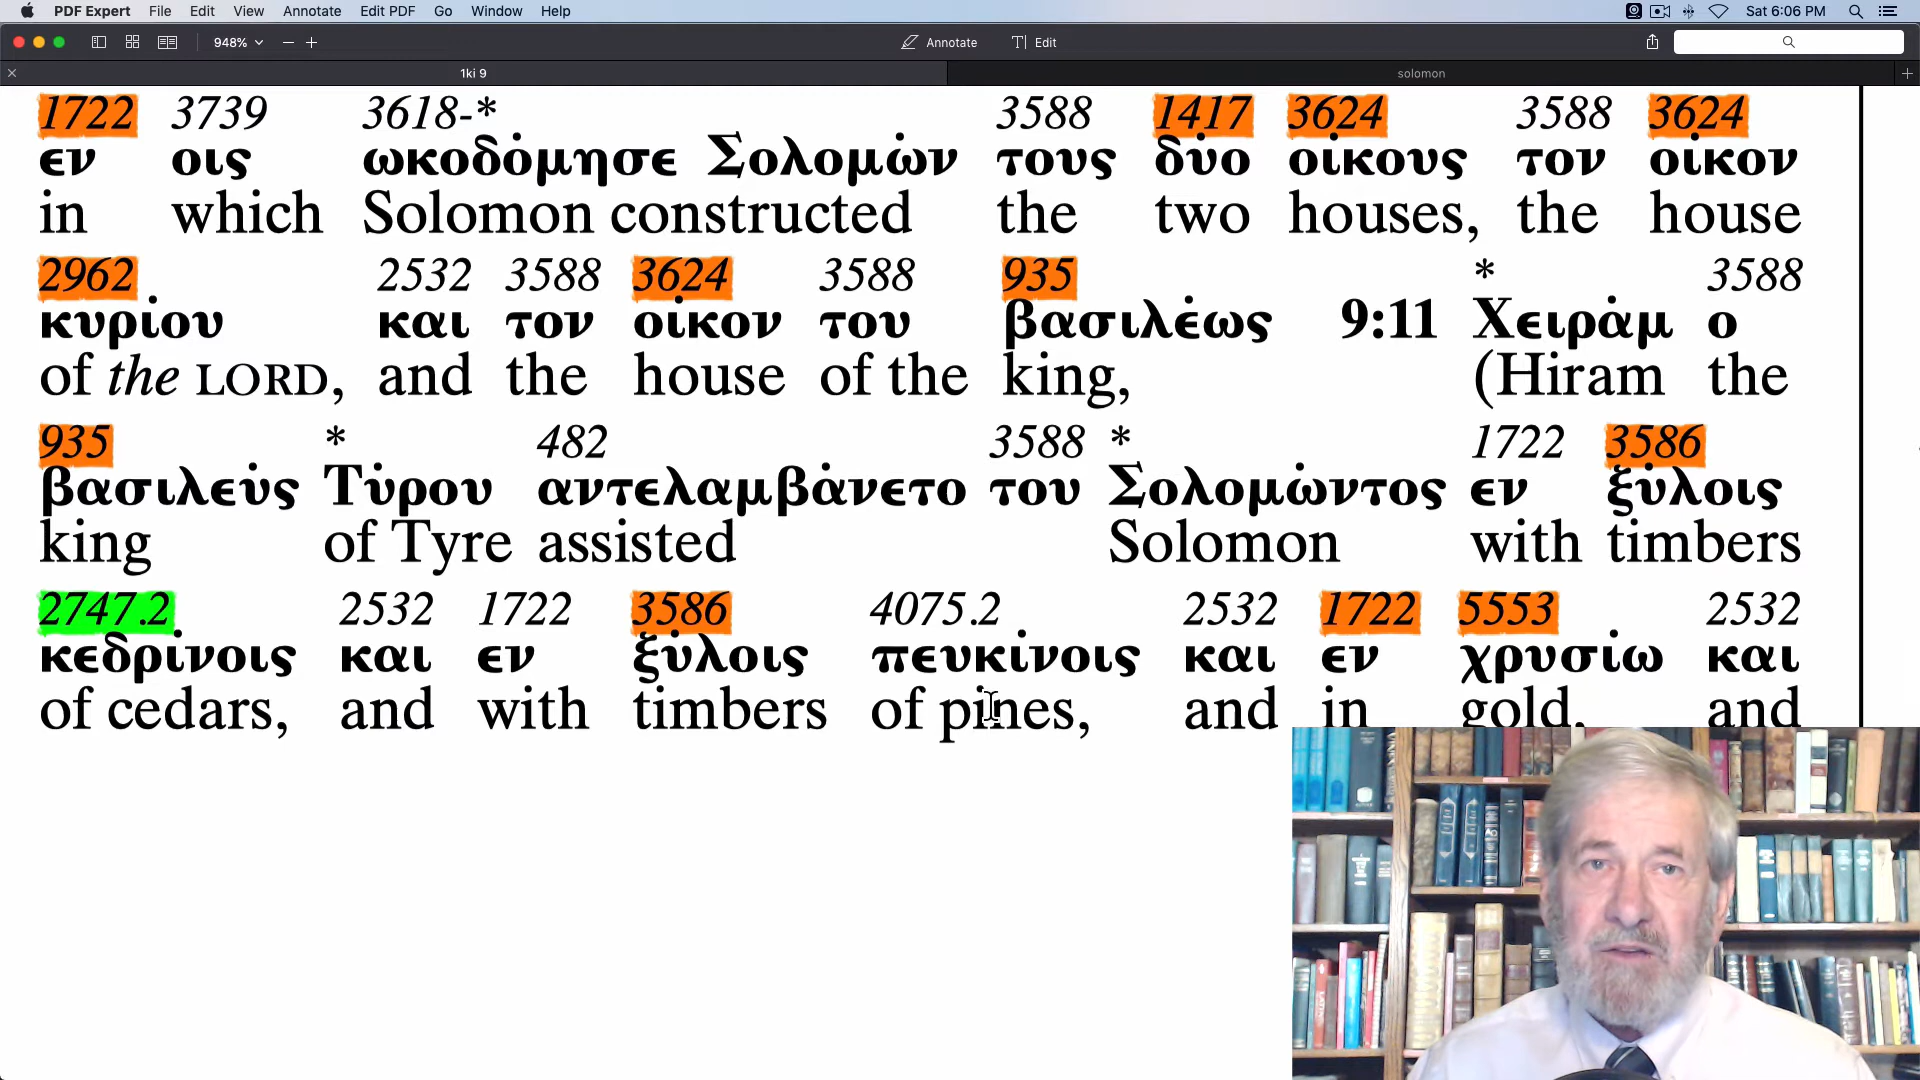 PDF Expert File Edit View Annotate Edit PDF Go Window Help Sat 6:06 PM
948% Annotate T Edit
1ki 9 solomon
1722 3739 3618-* 3588 1417 3624 3588 3624
εν οις ωκοδόμησε Σολομών τους δύο οίκους τον οίκον
in which Solomon constructed the two houses, the house
2962 2532 3588 3624 3588 935 * 3588
κυρίου και τον οίκον του βασιλέως 9:11 Χειράμ ο
of the LORD, and the house of the king, (Hiram the
935 * 482 3588 * 1722 3586
βασιλεύς Τύρου αντελαμβάνετο του Σολομώντος εν ξύλοις
king of Tyre assisted Solomon with timbers
2747.2 2532 1722 3586 4075.2 2532 1722 5553 2532
κεδρίνοις και εν ξύλοις πευκίνοις και εν χρυσίω και
of cedars, and with timbers of pines, and in gold, and